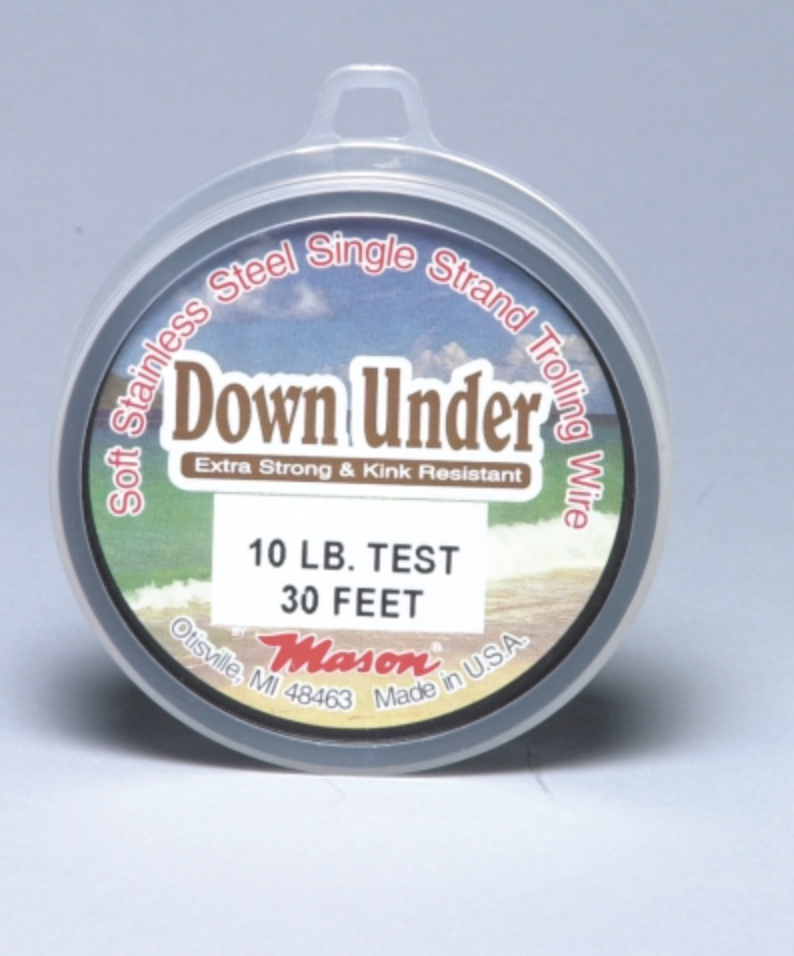 Soft Stainless Steel Single Strand Trolling Wire
Down Under
Extra Strong & Kink Resistant
10 LB. TEST
30 FEET
BY
Mason®
Otisville, MI 48463 Made in U.S.A.